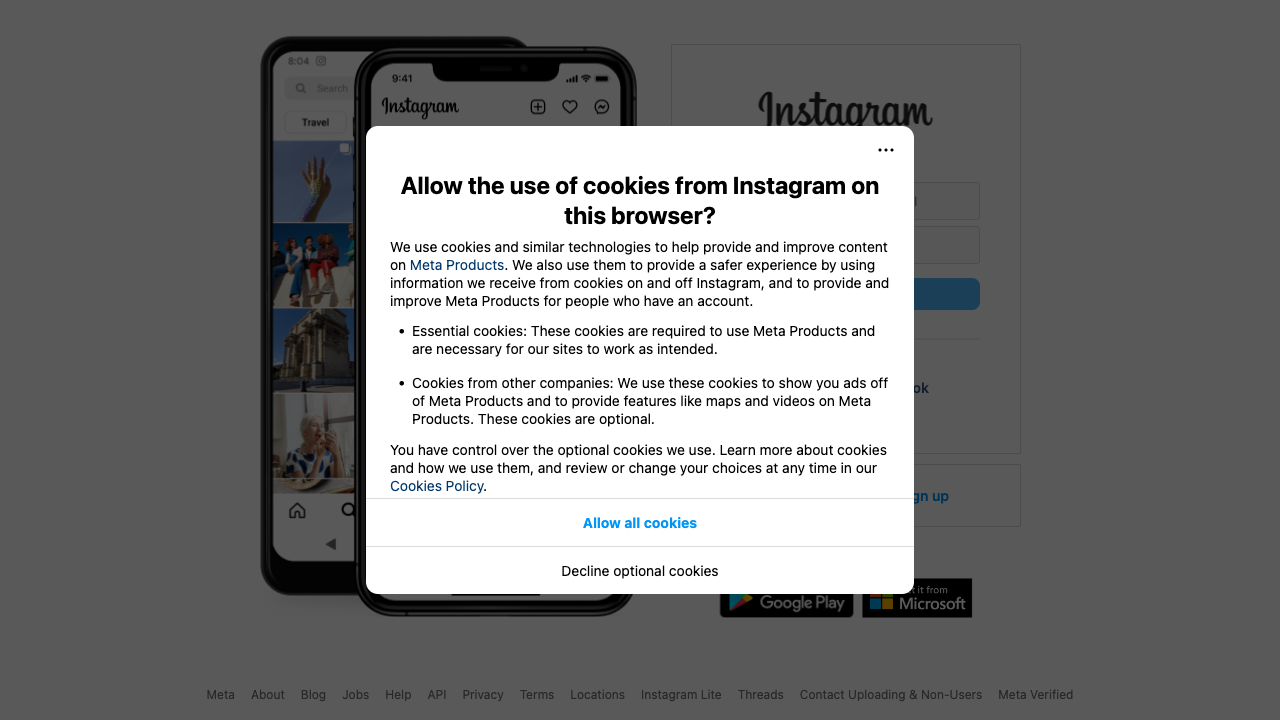 8:04
Search
Travel
9:41
Instagram
Instagram
Allow the use of cookies from Instagram on
this browser?
We use cookies and similar technologies to help provide and improve content
on Meta Products. We also use them to provide a safer experience by using
information we receive from cookies on and off Instagram, and to provide and
improve Meta Products for people who have an account.
• Essential cookies: These cookies are required to use Meta Products and
are necessary for our sites to work as intended.
• Cookies from other companies: We use these cookies to show you ads off
of Meta Products and to provide features like maps and videos on Meta
Products. These cookies are optional.
You have control over the optional cookies we use. Learn more about cookies
and how we use them, and review or change your choices at any time in our
Cookies Policy.
Allow all cookies
Decline optional cookies
ok
gn up
Google Play
it from
Microsoft
Meta About Blog Jobs Help API Privacy Terms Locations Instagram Lite Threads Contact Uploading & Non-Users Meta Verified